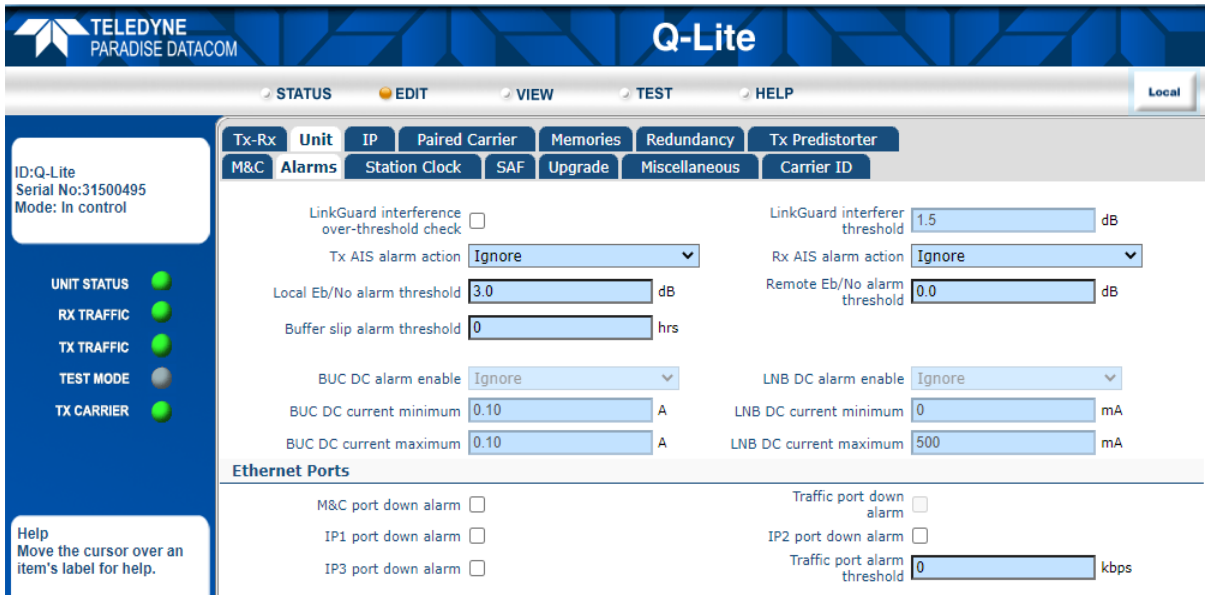 TELEDYNE
PARADISE DATACOM
Q-Lite
STATUS EDIT VIEW TEST HELP Local
ID:Q-Lite
Serial No:31500495
Mode: In control
UNIT STATUS
RX TRAFFIC
TX TRAFFIC
TEST MODE
TX CARRIER
Help
Move the cursor over an
item's label for help.
Tx-Rx Unit IP Paired Carrier Memories Redundancy Tx Predistorter
M&C Alarms Station Clock SAF Upgrade Miscellaneous Carrier ID
LinkGuard interference
over-threshold check
LinkGuard interferer
threshold 1.5 dB
Tx AIS alarm action Ignore
Rx AIS alarm action Ignore
Local Eb/No alarm threshold 3.0 dB
Remote Eb/No alarm
threshold 0.0 dB
Buffer slip alarm threshold 0 hrs
BUC DC alarm enable Ignore
LNB DC alarm enable Ignore
BUC DC current minimum 0.10 A
LNB DC current minimum 0 mA
BUC DC current maximum 0.10 A
LNB DC current maximum 500 mA
Ethernet Ports
M&C port down alarm
Traffic port down
alarm
IP1 port down alarm
IP2 port down alarm
IP3 port down alarm
Traffic port alarm
threshold 0 kbps